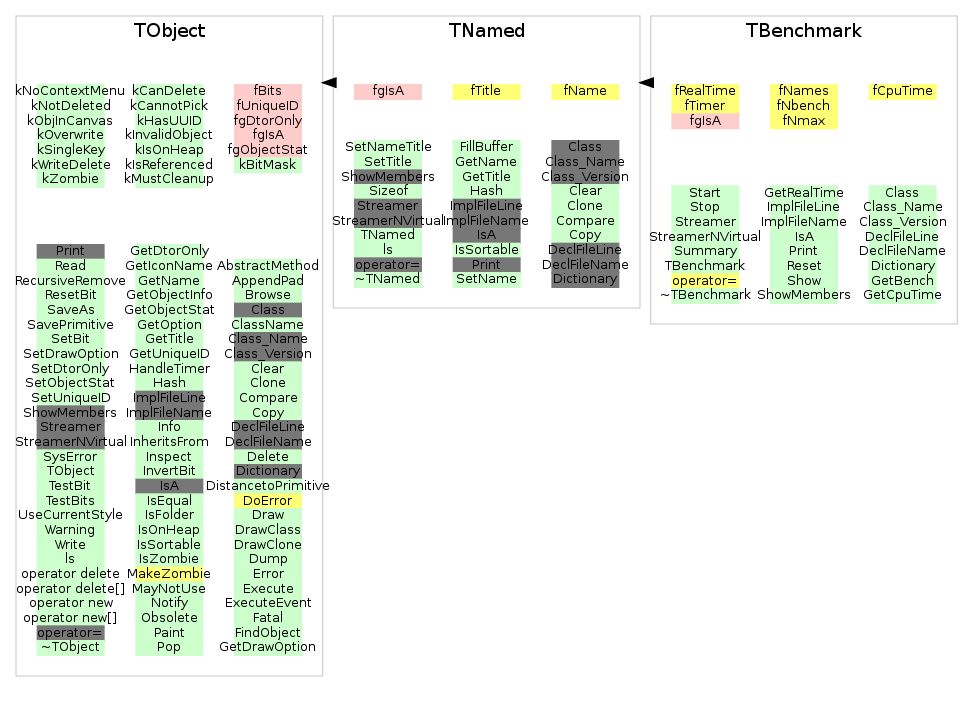 TObject
kNoContextMenu kCanDelete fBits
kNotDeleted kCannotPick fUniqueID
kObjInCanvas kHasUUID fgDtorOnly
kOverwrite kInvalidObject fgIsA
kSingleKey kIsOnHeap fgObjectStat
kWriteDelete kIsReferenced kBitMask
kZombie kMustCleanup
Print GetDtorOnly
Read GetIconName AbstractMethod
RecursiveRemove GetName AppendPad
ResetBit GetObjectInfo Browse
SaveAs GetObjectStat Class
SavePrimitive GetOption ClassName
SetBit GetTitle Class_Name
SetDrawOption GetUniqueID Class_Version
SetDtorOnly HandleTimer Clear
SetObjectStat Hash Clone
SetUniqueID ImplFileLine Compare
ShowMembers ImplFileName Copy
Streamer Info DeclFileLine
StreamerNVirtual InheritsFrom DeclFileName
SysError Inspect Delete
TObject InvertBit Dictionary
TestBit IsA DistancetoPrimitive
TestBits IsEqual DoError
UseCurrentStyle IsFolder Draw
Warning IsOnHeap DrawClass
Write IsSortable DrawClone
ls IsZombie Dump
operator delete MakeZombie Error
operator delete[] MayNotUse Execute
operator new Notify ExecuteEvent
operator new[] Obsolete Fatal
operator= Paint FindObject
~TObject Pop GetDrawOption
TNamed
fgIsA fTitle fName
SetNameTitle FillBuffer Class
SetTitle GetName Class_Name
ShowMembers GetTitle Class_Version
Sizeof Hash Clear
Streamer ImplFileLine Clone
StreamerNVirtual ImplFileName Compare
TNamed IsA Copy
ls IsSortable DeclFileLine
operator= Print DeclFileName
~TNamed SetName Dictionary
TBenchmark
fRealTime fNames fCpuTime
fTimer fNbench
fgIsA fNmax
Start GetRealTime Class
Stop ImplFileLine Class_Name
Streamer ImplFileName Class_Version
StreamerNVirtual IsA DeclFileLine
Summary Print DeclFileName
TBenchmark Reset Dictionary
operator= Show GetBench
~TBenchmark ShowMembers GetCpuTime